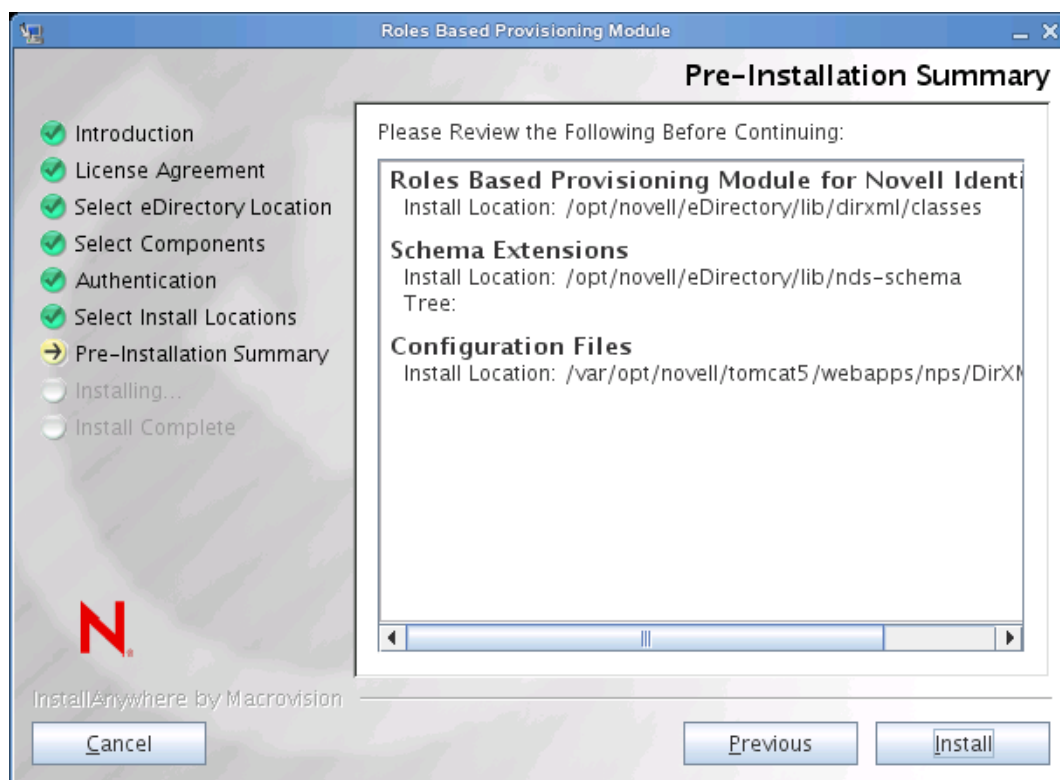 Roles Based Provisioning Module
Pre-Installation Summary
Introduction
License Agreement
Select eDirectory Location
Select Components
Authentication
Select Install Locations
Pre-Installation Summary
Installing...
Install Complete
Please Review the Following Before Continuing:
Roles Based Provisioning Module for Novell Identi
Install Location: /opt/novell/eDirectory/lib/dirxml/classes
Schema Extensions
Install Location: /opt/novell/eDirectory/lib/nds-schema
Tree:
Configuration Files
Install Location: /var/opt/novell/tomcat5/webapps/nps/DirXM
N
InstallAnywhere by Macrovision
Cancel
Previous
Install